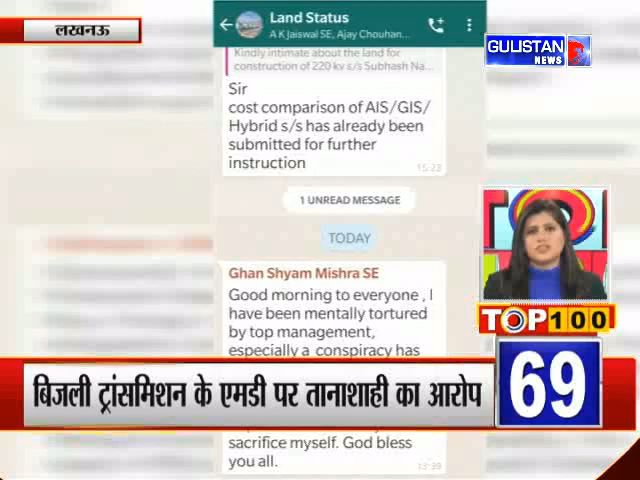 लखनऊ
Land Status
A K Jaiswal SE, Ajay Chouhan...
GULISTAN
NEWS
Kindly intimate about the land for
construction of 220 kv s/s Subhash Na...
Sir
cost comparison of AIS/GIS/
Hybrid s/s has already been
submitted for further
instruction
15:22
1 UNREAD MESSAGE
TODAY
Ghan Shyam Mishra SE
Good morning to everyone , I
have been mentally tortured
by top management,
especially a conspiracy has
TOP 100
बिजली ट्रांसमिशन के एमडी पर तानाशाही का आरोप
69
sacrifice myself. God bless
you all.
13:39